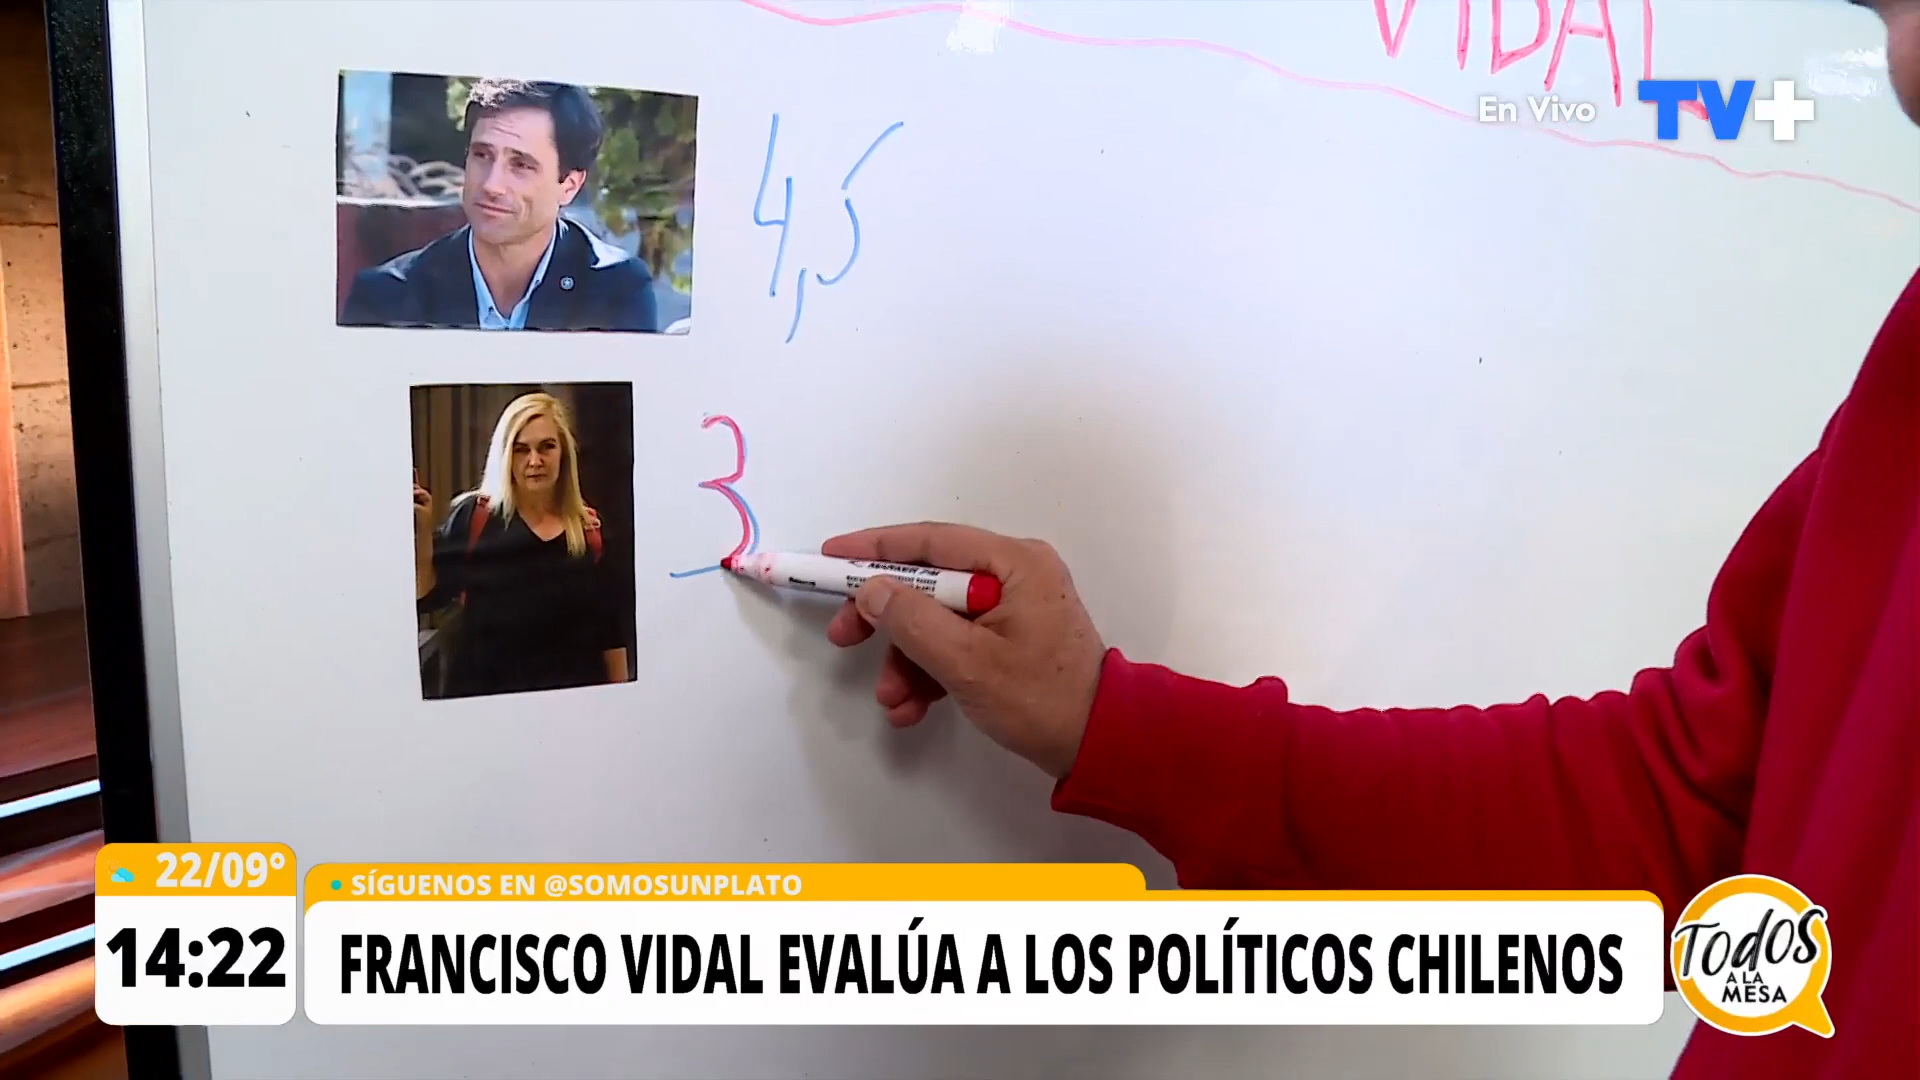 VIDAL
En Vivo TV+
4,5
3
22/09°
SÍGUENOS EN @SOMOSUNPLATO
14:22
FRANCISCO VIDAL EVALÚA A LOS POLÍTICOS CHILENOS
TODOS
A LA
MESA